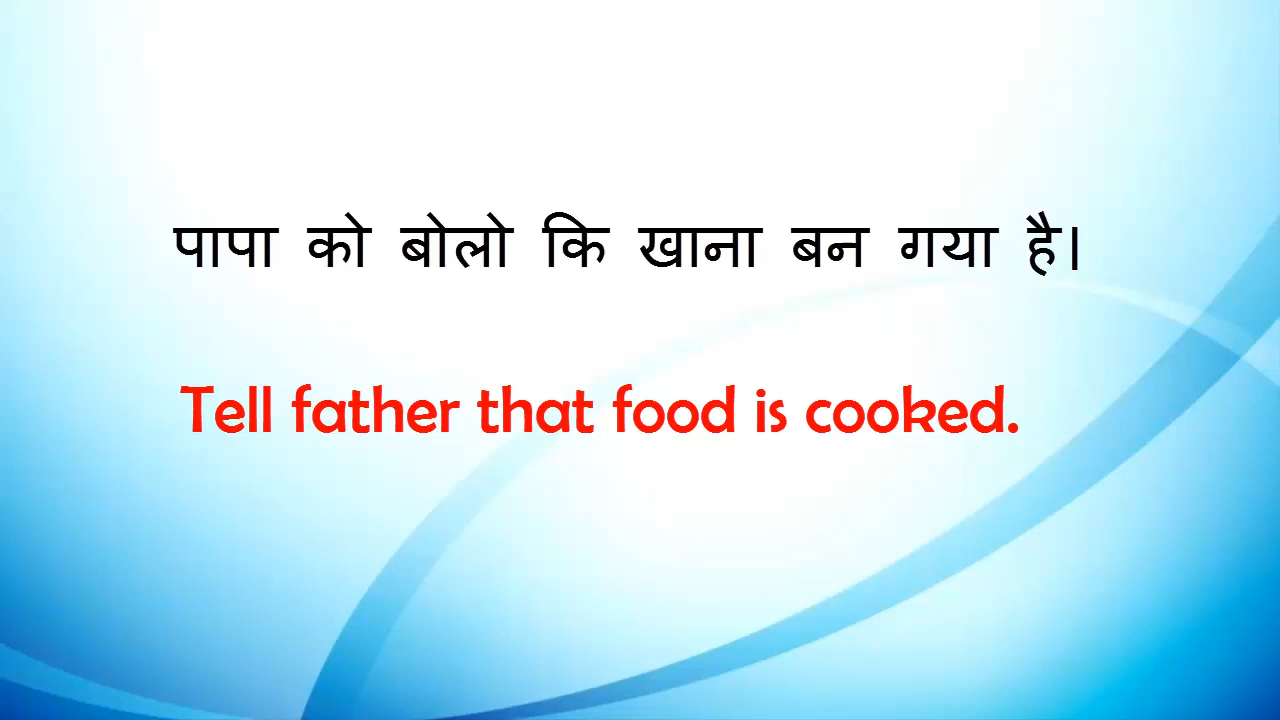 पापा को बोलो कि खाना बन गया है।
Tell father that food is cooked.